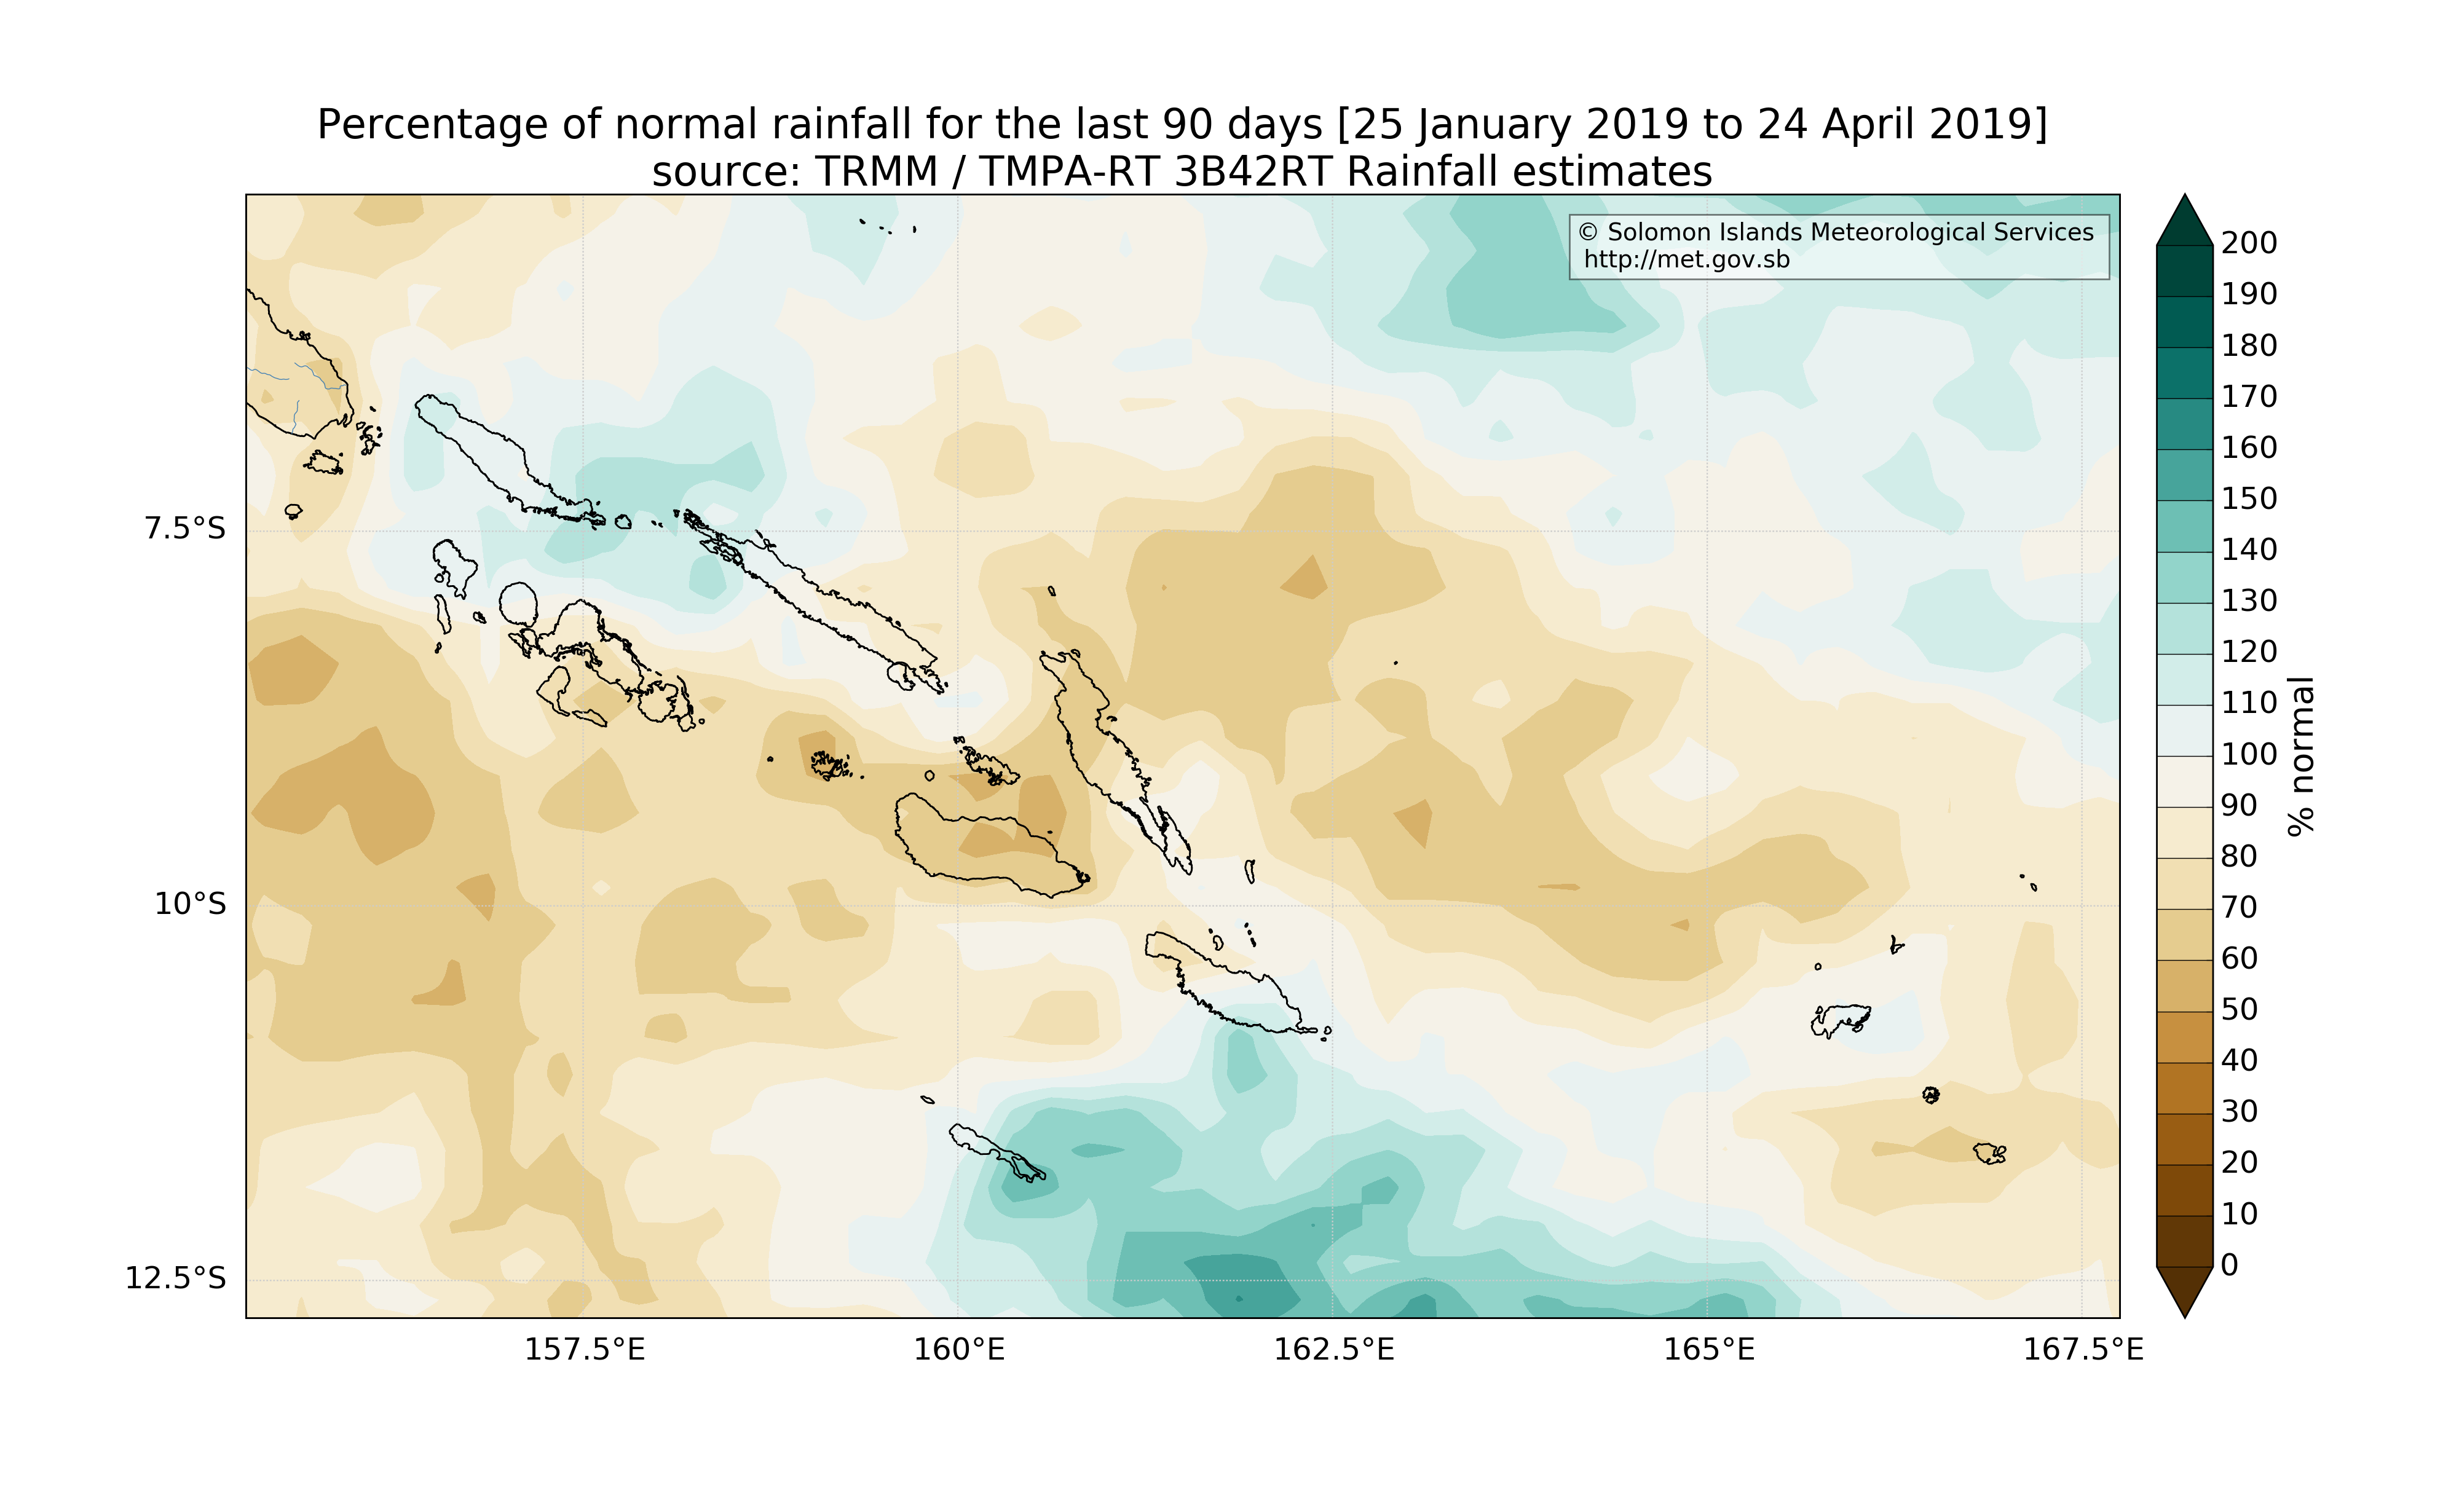 Percentage of normal rainfall for the last 90 days [25 January 2019 to 24 April 2019]
source: TRMM / TMPA-RT 3B42RT Rainfall estimates
© Solomon Islands Meteorological Services
http://met.gov.sb
7.5°S
10°S
12.5°S
157.5°E
160°E
162.5°E
165°E
167.5°E
200
190
180
170
160
150
140
130
120
110
100
90
80
70
60
50
40
30
20
10
0
% normal